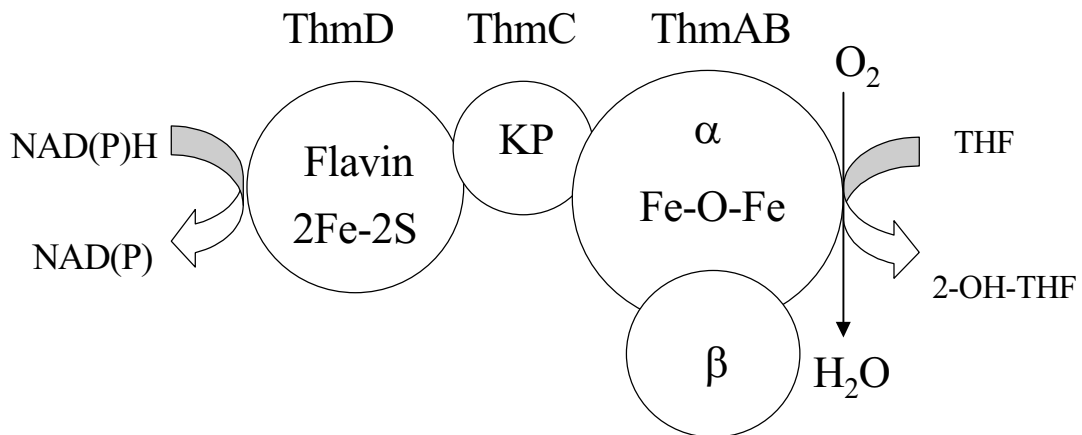 ThmD
ThmC
ThmAB
O₂
NAD(P)H
KP
α
THF
Flavin
2Fe-2S
Fe-O-Fe
NAD(P)
2-OH-THF
β
H₂O